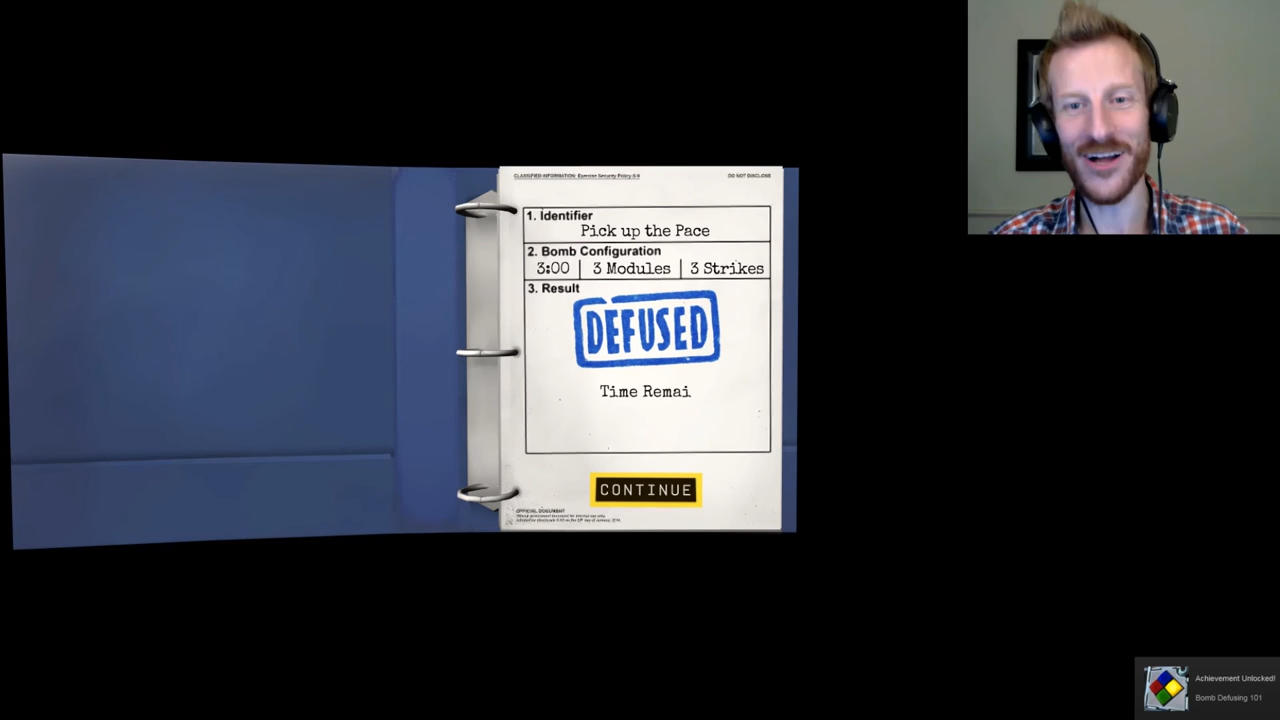 CLASSIFIED INFORMATION: Exercise Security Policy 8-9
DO NOT DISCLOSE
1. Identifier
Pick up the Pace
2. Bomb Configuration
3:00 | 3 Modules | 3 Strikes
3. Result
DEFUSED
Time Remai
CONTINUE
OFFICIAL DOCUMENT
Achievement Unlocked!
Bomb Defusing 101